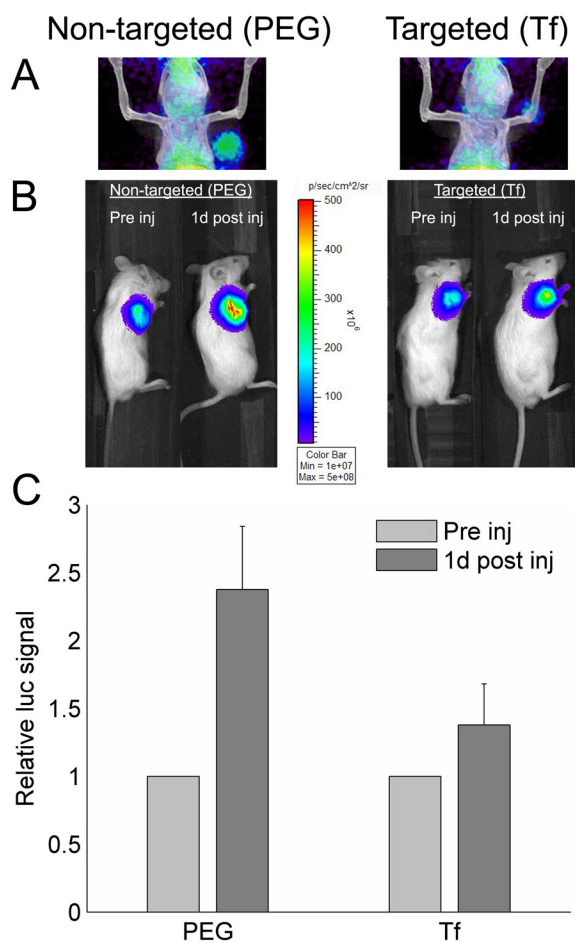 Non-targeted (PEG) Targeted (Tf)
A
B
Non-targeted (PEG)
Pre inj 1d post inj
p/sec/cm^2/sr
500
400
300
200
100
x10⁶
Color Bar
Min = 1e+07
Max = 5e+08
Targeted (Tf)
Pre inj 1d post inj
C
Relative luc signal
3
2.5
2
1.5
1
0.5
0
Pre inj
1d post inj
PEG Tf